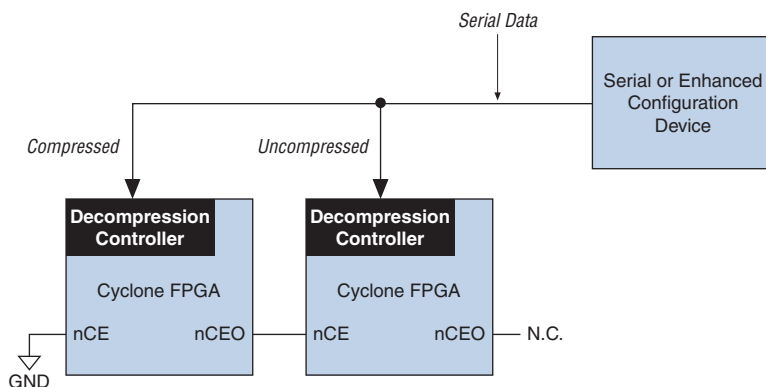 Serial Data
Serial or Enhanced
Configuration
Device
Compressed
Uncompressed
Decompression
Controller
Cyclone FPGA
nCE
nCEO
GND
Decompression
Controller
Cyclone FPGA
nCE
nCEO
N.C.